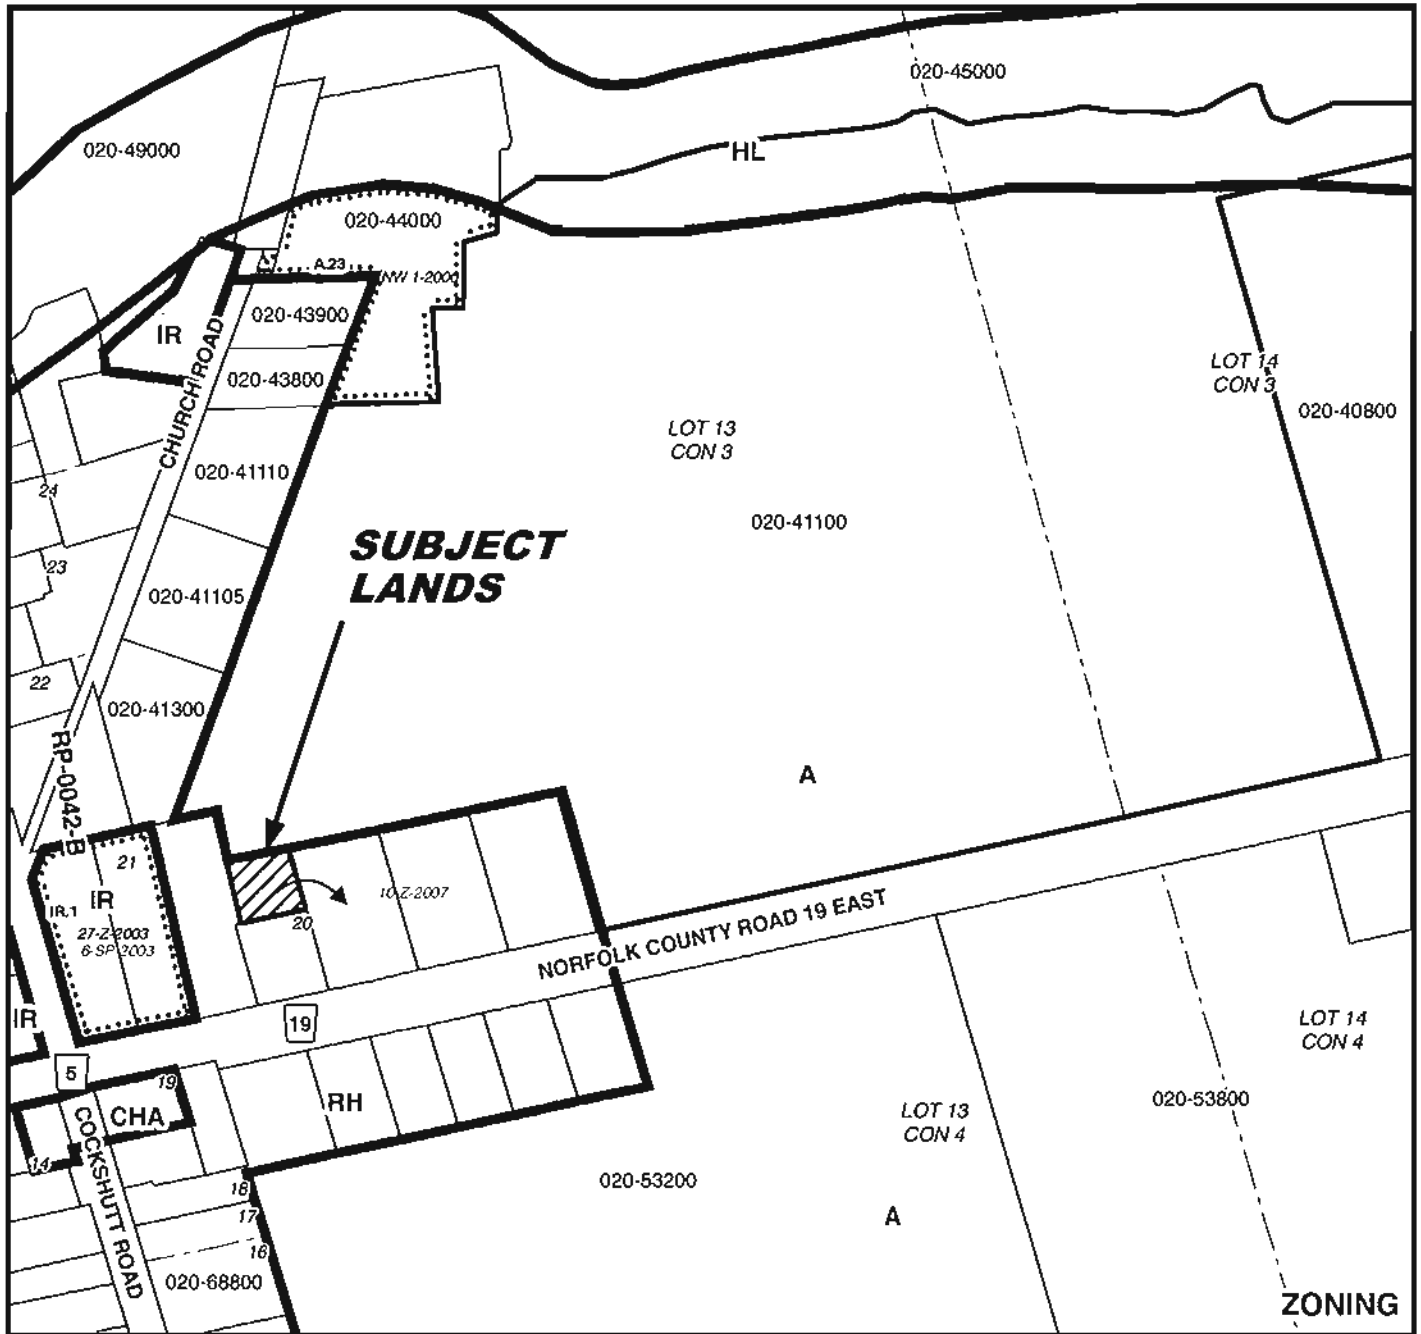 020-45000
020-49000
HL
020-44000
A.23
NW 1-2000
020-43900
IR
CHURCH ROAD
020-43800
LOT 14
CON 3
020-40800
LOT 13
CON 3
020-41110
24
020-41100
SUBJECT
LANDS
23
020-41105
22
020-41300
RP-0042-B
A
21
IR
IR.1
27-Z-2003
6-SP-2003
10-Z-2007
20
NORFOLK COUNTY ROAD 19 EAST
IR
19
LOT 14
CON 4
5
19
CHA
RH
020-53800
LOT 13
CON 4
COCKSHUTT ROAD
14
020-53200
18
17
A
16
020-68800
ZONING